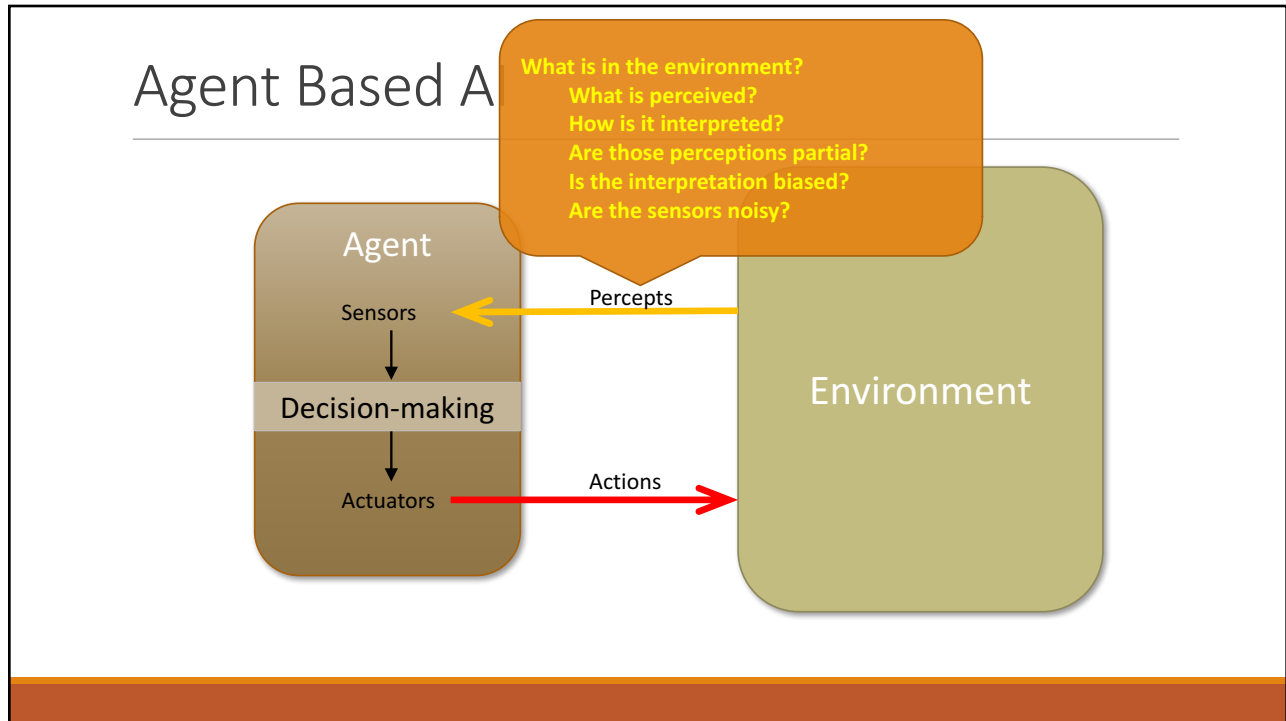 Agent Based AI
What is in the environment?
What is perceived?
How is it interpreted?
Are those perceptions partial?
Is the interpretation biased?
Are the sensors noisy?
Agent
Sensors
Decision-making
Actuators
Percepts
Actions
Environment